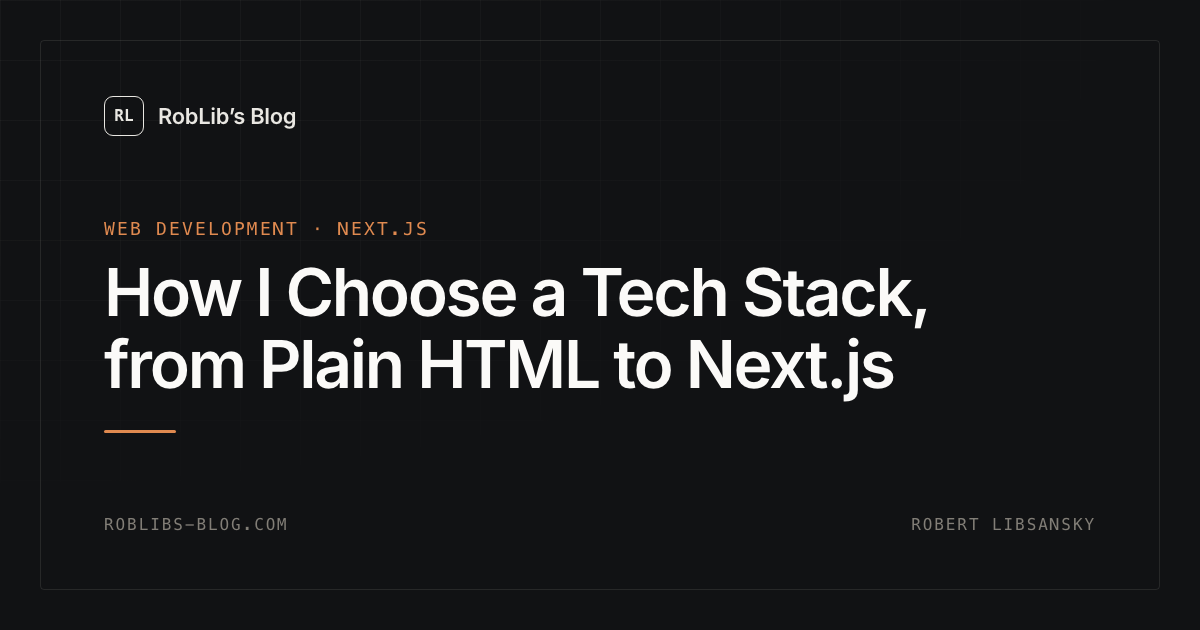 RL RobLib’s Blog
WEB DEVELOPMENT · NEXT.JS
How I Choose a Tech Stack,
from Plain HTML to Next.js
ROBLIBS-BLOG.COM
ROBERT LIBSANSKY